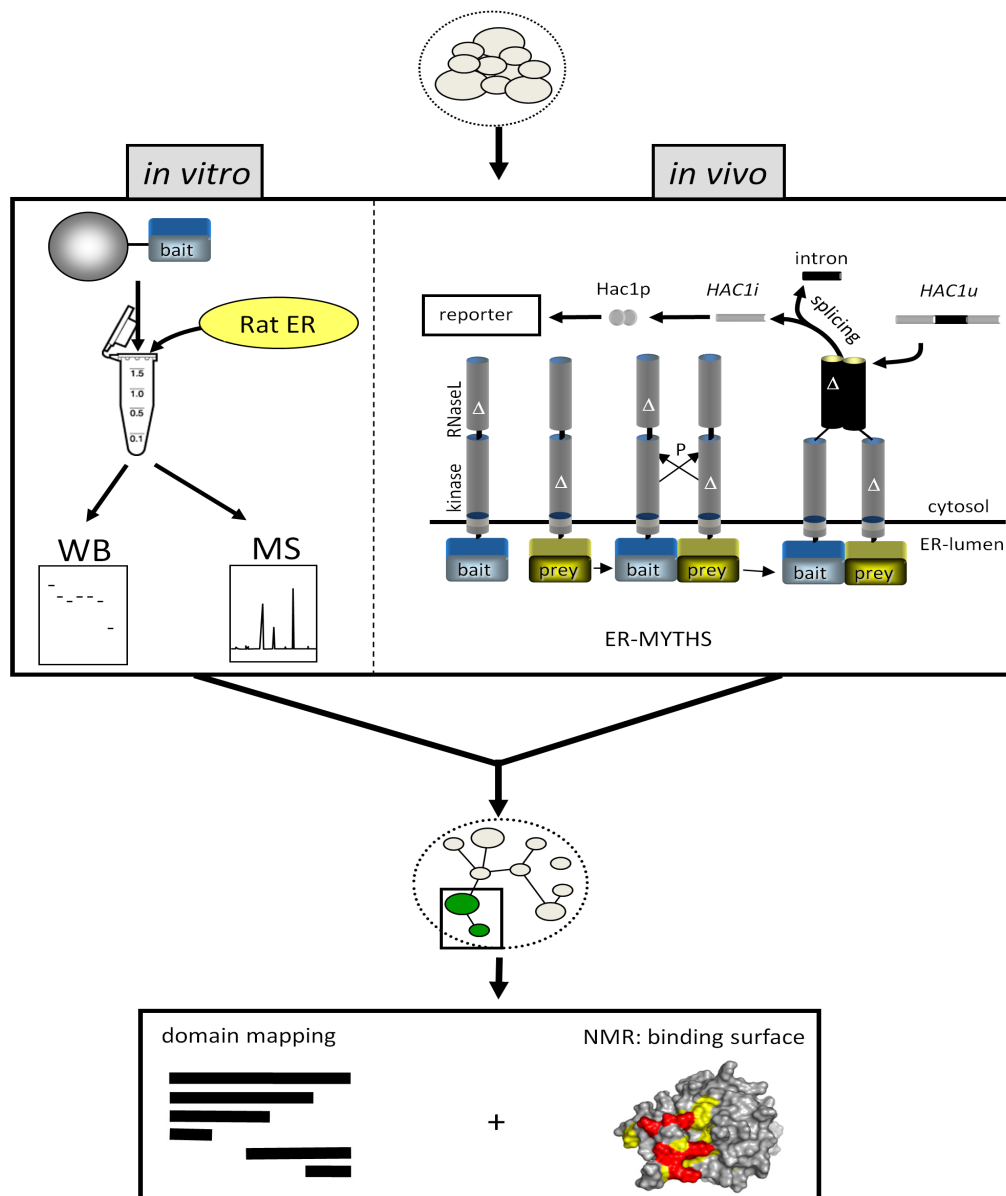 in vitro
in vivo
bait
Rat ER
1.5
1.0
0.5
0.1
WB
MS
intron
HAC1u
HAC1i
Hac1p
splicing
reporter
RNaseL
kinase
Δ
Δ
Δ
Δ
Δ
Δ
P
cytosol
ER-lumen
bait
prey
bait
prey
bait
prey
ER-MYTHS
domain mapping
NMR: binding surface
+